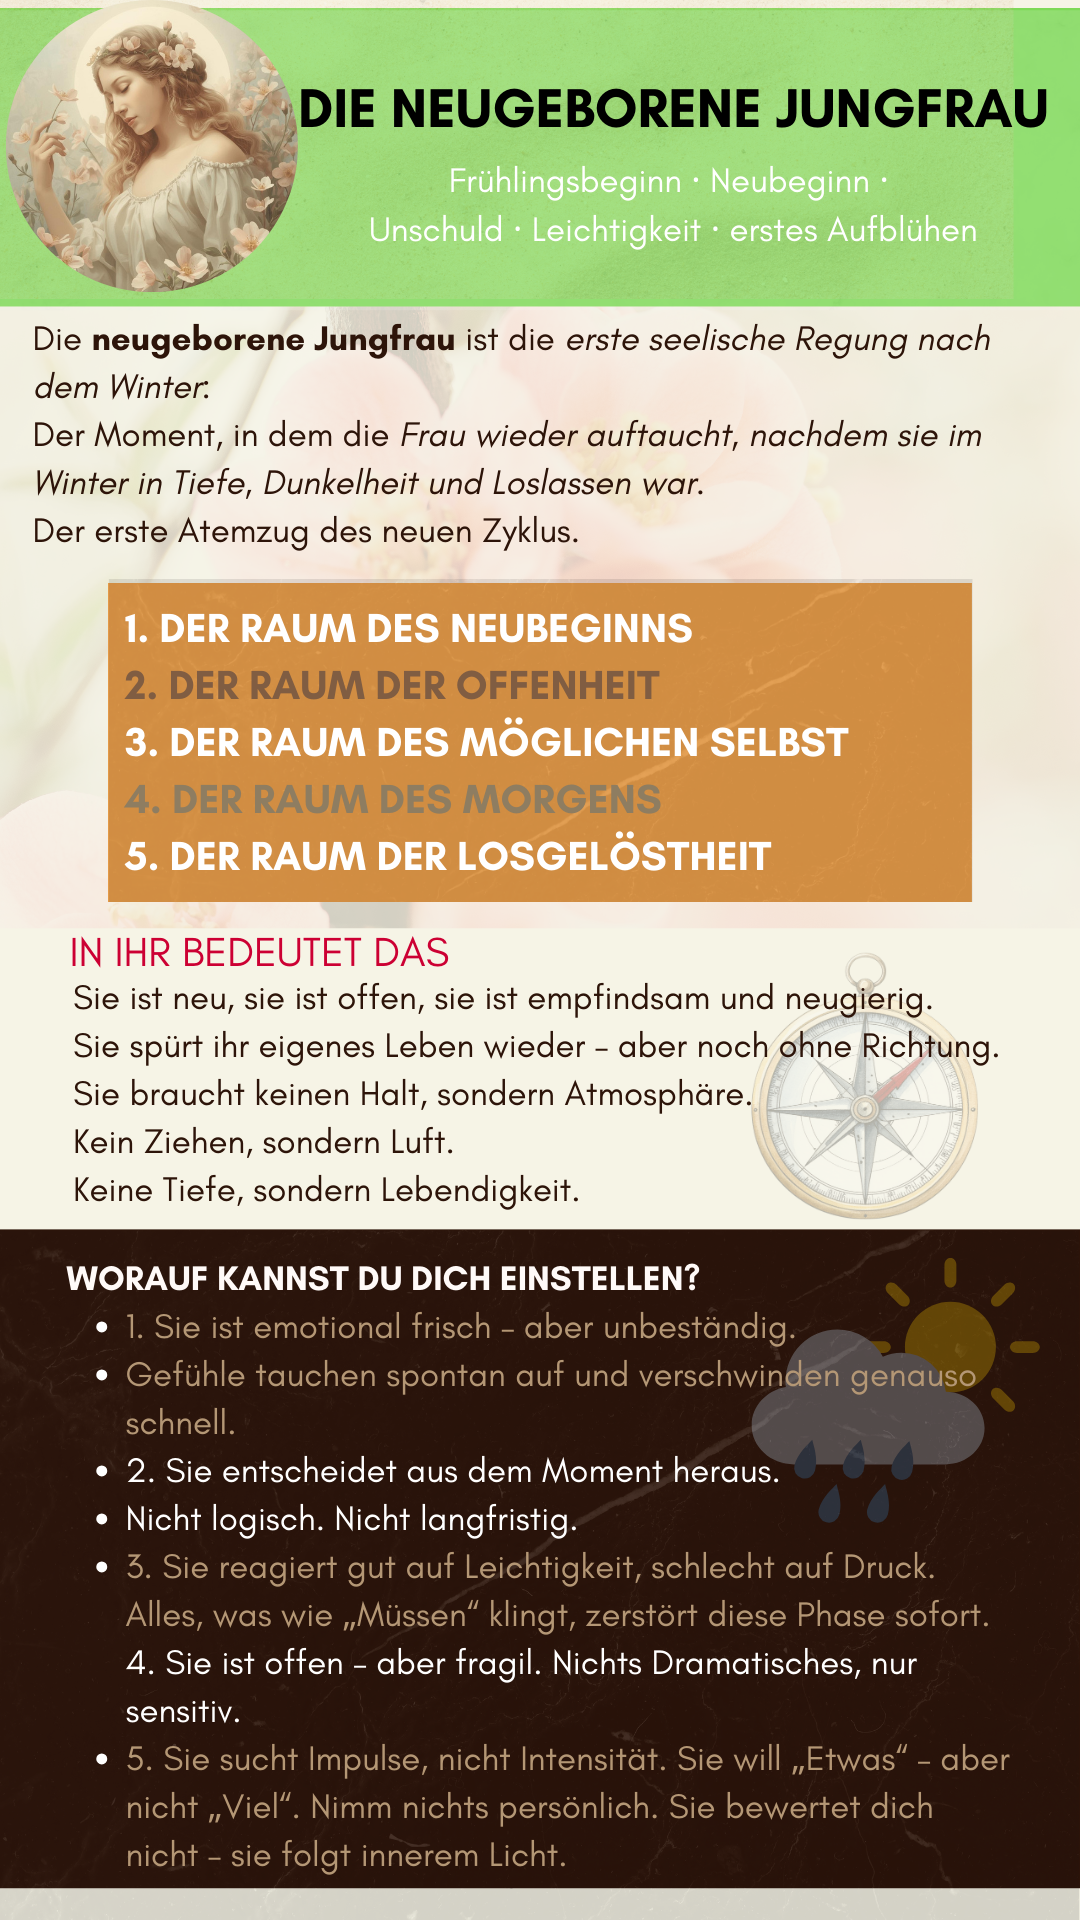 DIE NEUGEBORENE JUNGFRAU
Frühlingsbeginn · Neubeginn ·
Unschuld · Leichtigkeit · erstes Aufblühen
Die neugeborene Jungfrau ist die erste seelische Regung nach
dem Winter:
Der Moment, in dem die Frau wieder auftaucht, nachdem sie im
Winter in Tiefe, Dunkelheit und Loslassen war.
Der erste Atemzug des neuen Zyklus.
1. DER RAUM DES NEUBEGINNS
2. DER RAUM DER OFFENHEIT
3. DER RAUM DES MÖGLICHEN SELBST
4. DER RAUM DES MORGENS
5. DER RAUM DER LOSGELÖSTHEIT
IN IHR BEDEUTET DAS
Sie ist neu, sie ist offen, sie ist empfindsam und neugierig.
Sie spürt ihr eigenes Leben wieder – aber noch ohne Richtung.
Sie braucht keinen Halt, sondern Atmosphäre.
Kein Ziehen, sondern Luft.
Keine Tiefe, sondern Lebendigkeit.
WORAUF KANNST DU DICH EINSTELLEN?
• 1. Sie ist emotional frisch – aber unbeständig.
• Gefühle tauchen spontan auf und verschwinden genauso
schnell.
• 2. Sie entscheidet aus dem Moment heraus.
• Nicht logisch. Nicht langfristig.
• 3. Sie reagiert gut auf Leichtigkeit, schlecht auf Druck.
Alles, was wie „Müssen“ klingt, zerstört diese Phase sofort.
4. Sie ist offen – aber fragil. Nichts Dramatisches, nur
sensitiv.
• 5. Sie sucht Impulse, nicht Intensität. Sie will „Etwas“ – aber
nicht „Viel“. Nimm nichts persönlich. Sie bewertet dich
nicht – sie folgt innerem Licht.